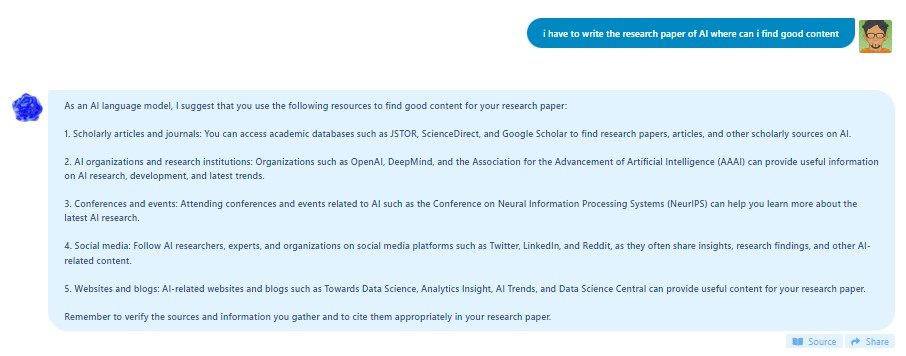 i have to write the research paper of AI where can i find good content
As an AI language model, I suggest that you use the following resources to find good content for your research paper:
1. Scholarly articles and journals: You can access academic databases such as JSTOR, ScienceDirect, and Google Scholar to find research papers, articles, and other scholarly sources on AI.
2. AI organizations and research institutions: Organizations such as OpenAI, DeepMind, and the Association for the Advancement of Artificial Intelligence (AAAI) can provide useful information
on AI research, development, and latest trends.
3. Conferences and events: Attending conferences and events related to AI such as the Conference on Neural Information Processing Systems (NeurIPS) can help you learn more about the
latest AI research.
4. Social media: Follow AI researchers, experts, and organizations on social media platforms such as Twitter, LinkedIn, and Reddit, as they often share insights, research findings, and other AI-
related content.
5. Websites and blogs: AI-related websites and blogs such as Towards Data Science, Analytics Insight, AI Trends, and Data Science Central can provide useful content for your research paper.
Remember to verify the sources and information you gather and to cite them appropriately in your research paper.
Source Share